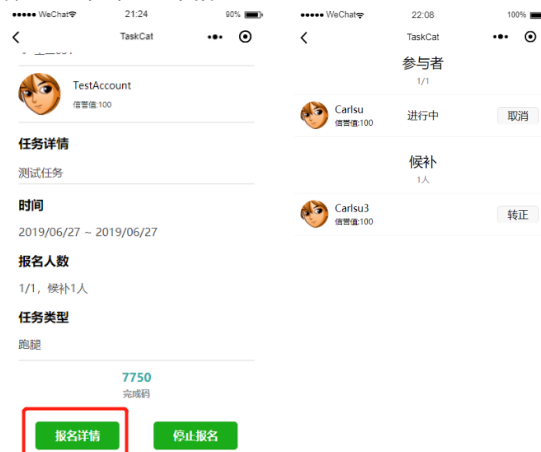 WeChat 21:24 90%
TaskCat
TestAccount
信誉值:100
任务详情
测试任务
时间
2019/06/27 ~ 2019/06/27
报名人数
1/1，候补1人
任务类型
跑腿
7750
完成码
报名详情 停止报名
WeChat 22:08 100%
TaskCat
参与者
1/1
Carlsu 进行中 取消
信誉值:100
候补
1人
Carlsu3 转正
信誉值:100